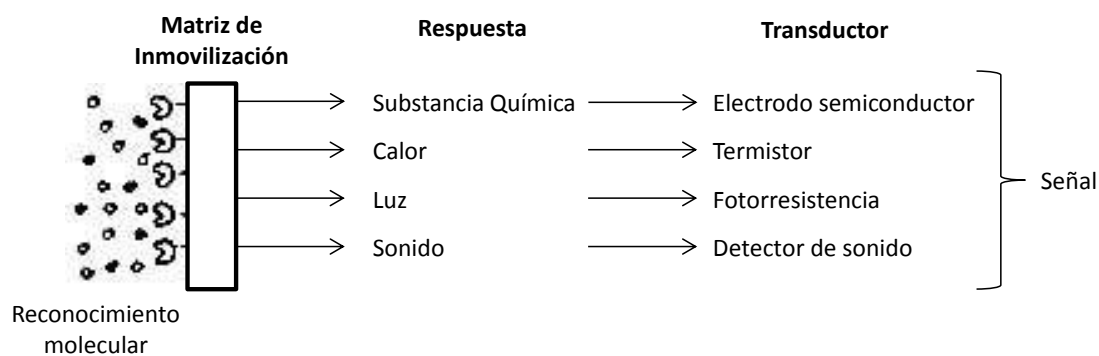 Matriz de
Inmovilización
Respuesta
Transductor
Substancia Química
Electrodo semiconductor
Calor
Termistor
Luz
Fotorresistencia
Sonido
Detector de sonido
Señal
Reconocimiento
molecular